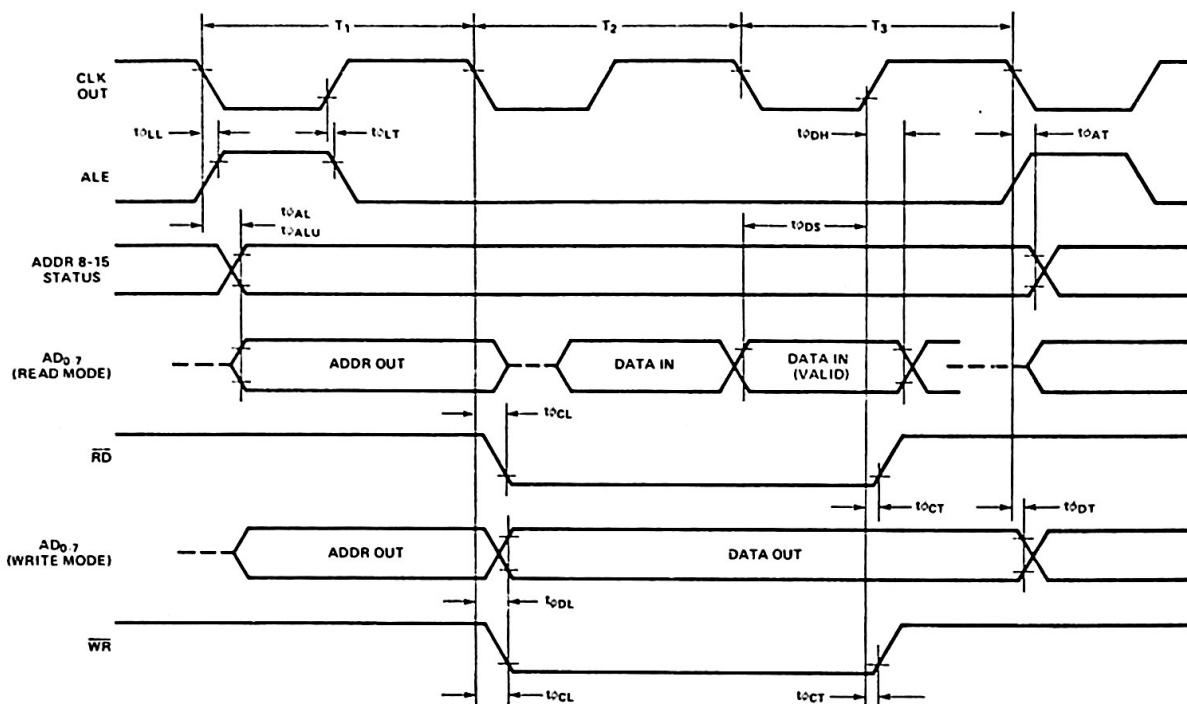 T1 T2 T3
CLK
OUT
tφLL tφLT tφDH tφAT
ALE
tφAL
tφALU
tφDS
ADDR 8-15
STATUS
AD0-7
(READ MODE)
ADDR OUT DATA IN DATA IN
(VALID)
tφCL
RD
tφCT tφDT
AD0-7
(WRITE MODE)
ADDR OUT DATA OUT
tφDL
WR
tφCL tφCT